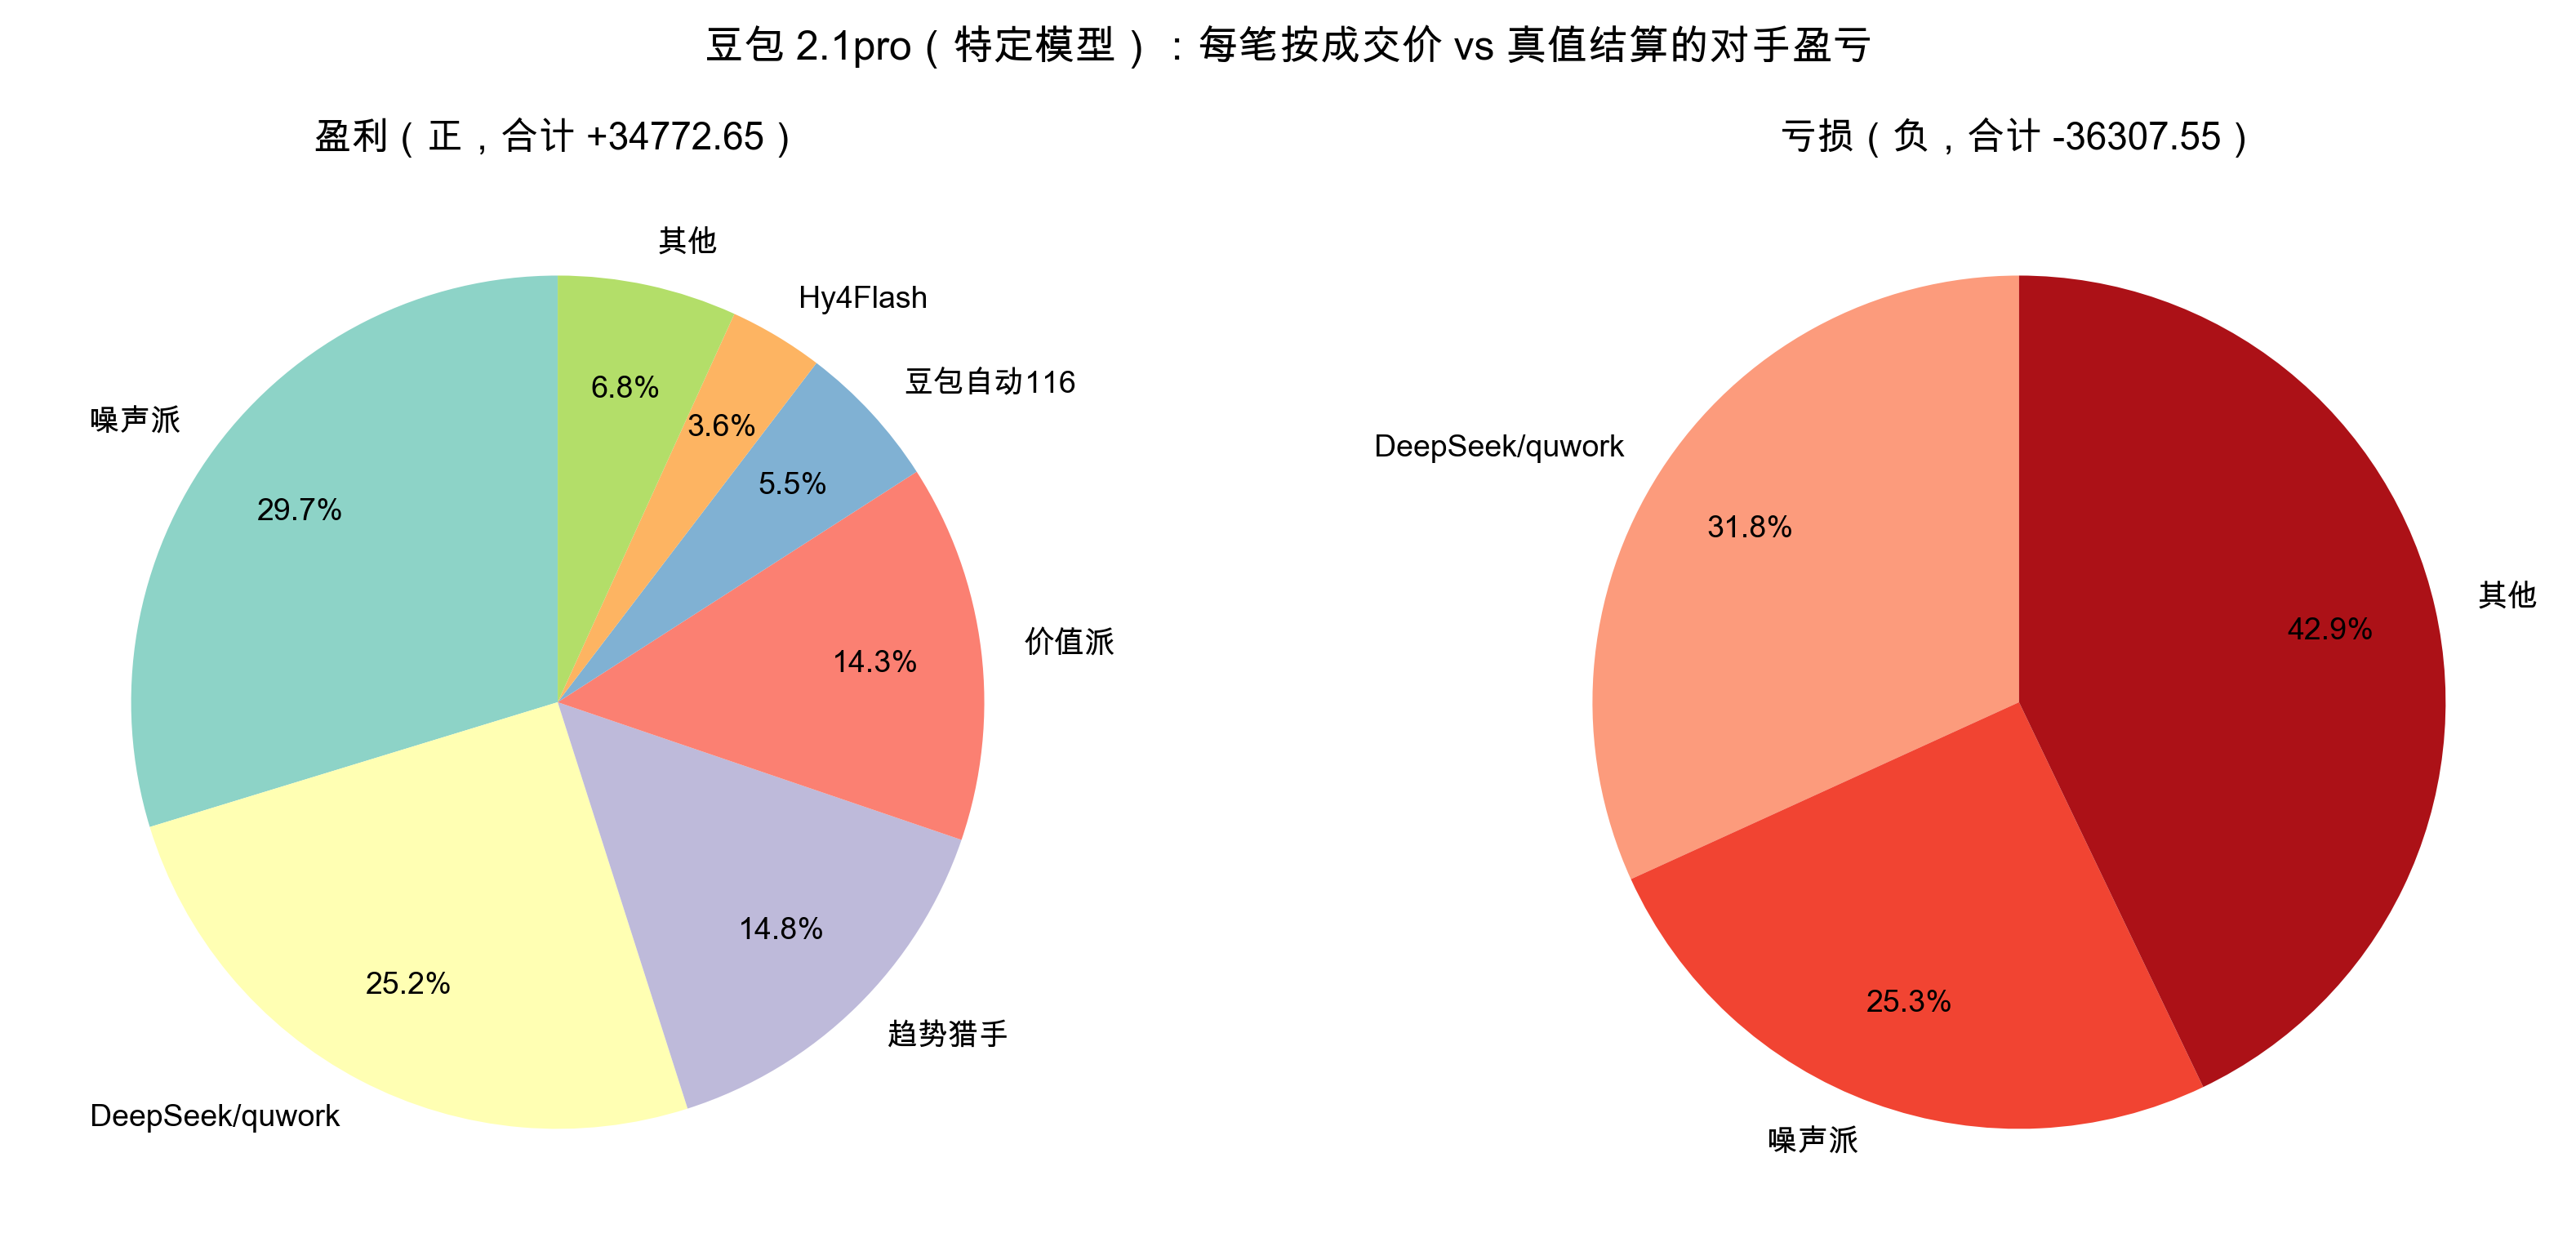 豆包 2.1pro（特定模型）：每笔按成交价 vs 真值结算的对手盈亏
盈利（正，合计 +34772.65）
其他
Hy4Flash
豆包自动116
价值派
趋势猎手
DeepSeek/quwork
噪声派
6.8%
3.6%
5.5%
14.3%
14.8%
25.2%
29.7%
亏损（负，合计 -36307.55）
DeepSeek/quwork
其他
噪声派
31.8%
42.9%
25.3%